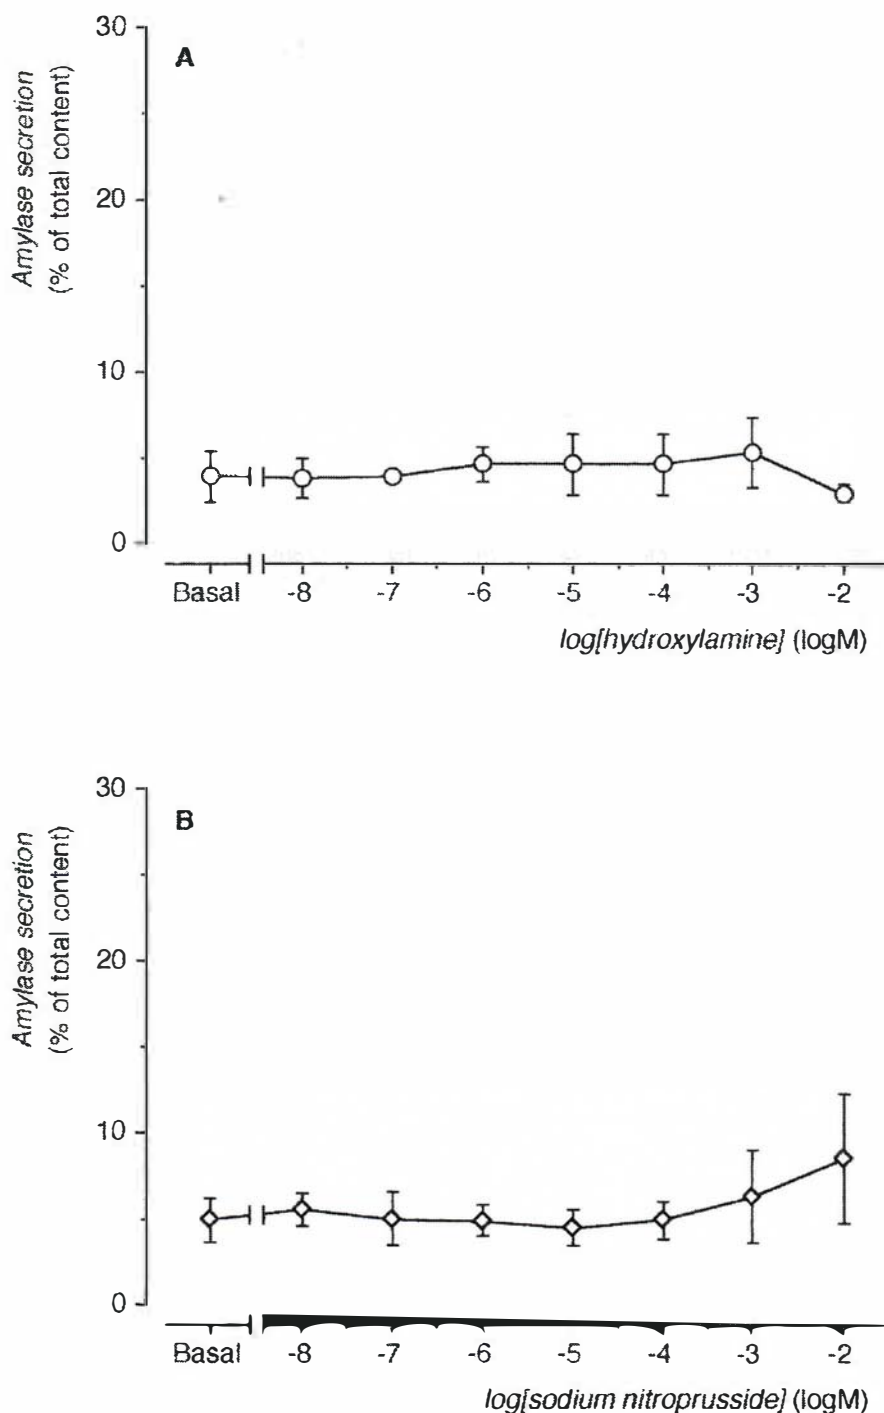 30
A
Amylase secretion
(% of total content)
20
10
0
Basal -8 -7 -6 -5 -4 -3 -2
log[hydroxylamine] (logM)
30
B
Amylase secretion
(% of total content)
20
10
0
Basal -8 -7 -6 -5 -4 -3 -2
log[sodium nitroprusside] (logM)